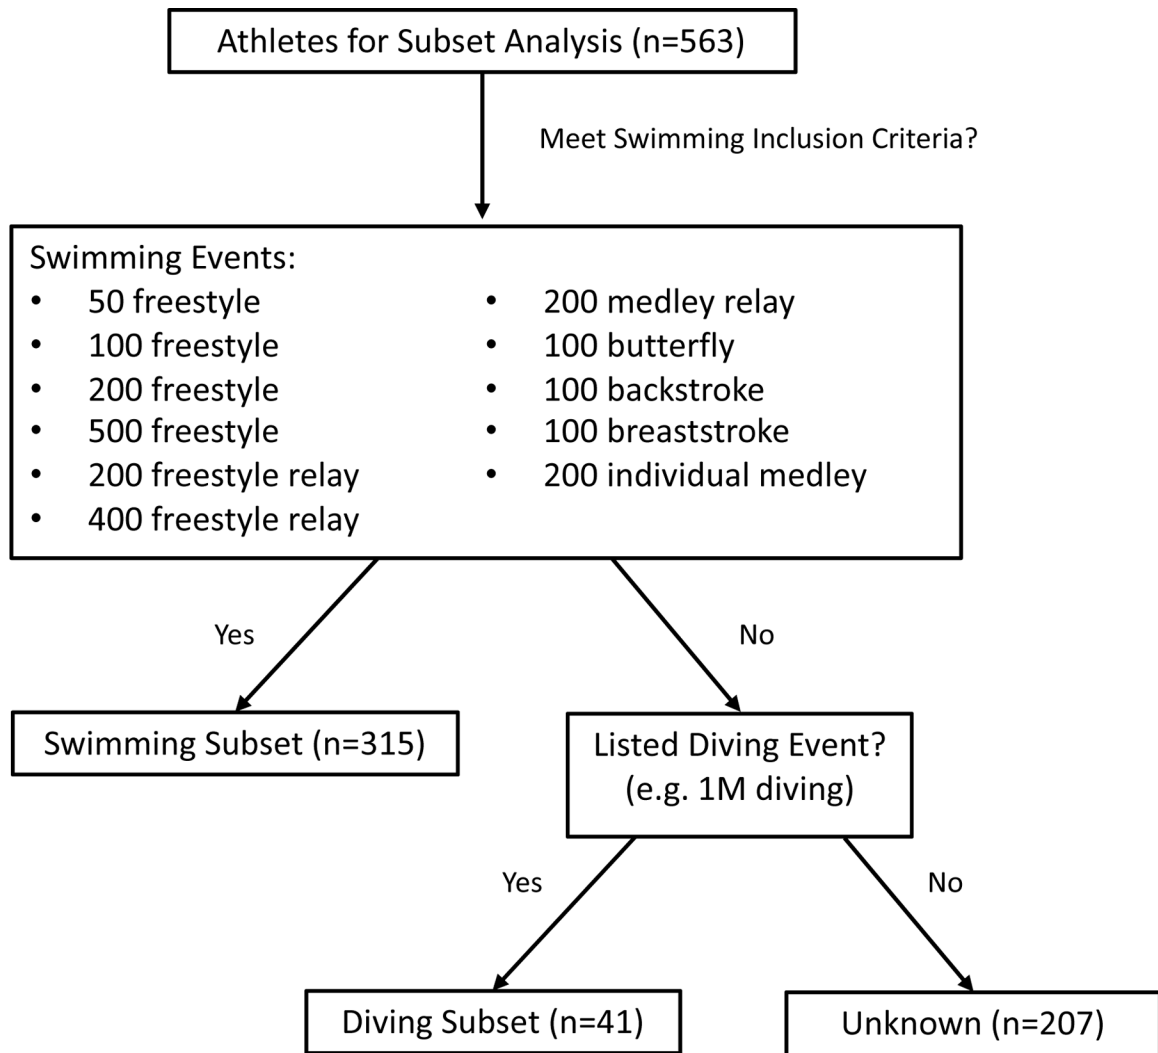 Athletes for Subset Analysis (n=563)
Meet Swimming Inclusion Criteria?
Swimming Events:
• 50 freestyle
• 100 freestyle
• 200 freestyle
• 500 freestyle
• 200 freestyle relay
• 400 freestyle relay
• 200 medley relay
• 100 butterfly
• 100 backstroke
• 100 breaststroke
• 200 individual medley
Yes
No
Swimming Subset (n=315)
Listed Diving Event?
(e.g. 1M diving)
Yes
No
Diving Subset (n=41)
Unknown (n=207)